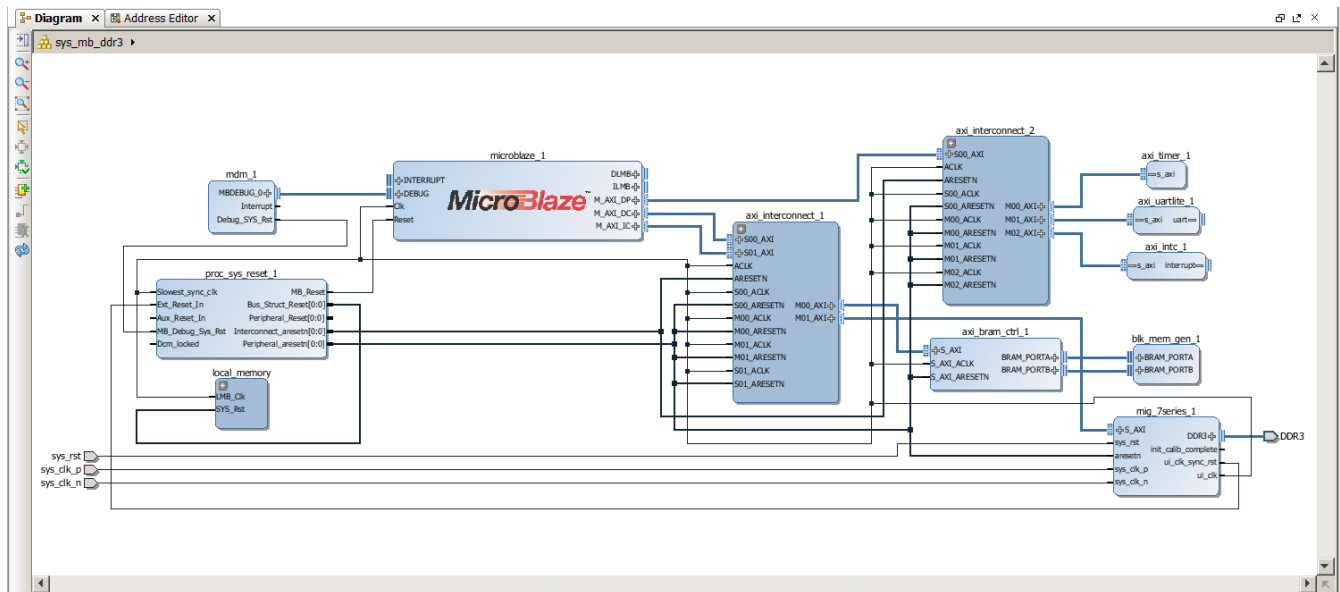 Diagram × Address Editor ×
sys_mb_ddr3
mdm_1
MBDEBUG_0
Interrupt
Debug_SYS_Rst
microblaze_1
INTERRUPT
DEBUG
Clk
Reset
MicroBlaze™
DLMB
ILMB
M_AXI_DP
M_AXI_DC
M_AXI_IC
axi_interconnect_2
S00_AXI
ACLK
ARESETN
S00_ACLK
S00_ARESETN
M00_ACLK
M00_ARESETN
M01_ACLK
M01_ARESETN
M02_ACLK
M02_ARESETN
M00_AXI
M01_AXI
M02_AXI
axi_timer_1
s_axi
axi_uartlite_1
s_axi uart
axi_intc_1
s_axi interrupt
axi_interconnect_1
S00_AXI
S01_AXI
ACLK
ARESETN
S00_ACLK
S00_ARESETN
M00_ACLK
M00_ARESETN
M01_ACLK
M01_ARESETN
S01_ACLK
S01_ARESETN
M00_AXI
M01_AXI
proc_sys_reset_1
Slowest_sync_clk
Ext_Reset_In
Aux_Reset_In
MB_Debug_Sys_Rst
Dcm_locked
MB_Reset
Bus_Struct_Reset[0:0]
Peripheral_Reset[0:0]
Interconnect_aresetn[0:0]
Peripheral_aresetn[0:0]
local_memory
LMB_Clk
SYS_Rst
axi_bram_ctrl_1
S_AXI
S_AXI_ACLK
S_AXI_ARESETN
BRAM_PORTA
BRAM_PORTB
blk_mem_gen_1
BRAM_PORTA
BRAM_PORTB
mig_7series_1
S_AXI
sys_rst
aresetn
sys_clk_p
sys_clk_n
DDR3
init_calib_complete
ui_clk_sync_rst
ui_clk
DDR3
sys_rst
sys_clk_p
sys_clk_n